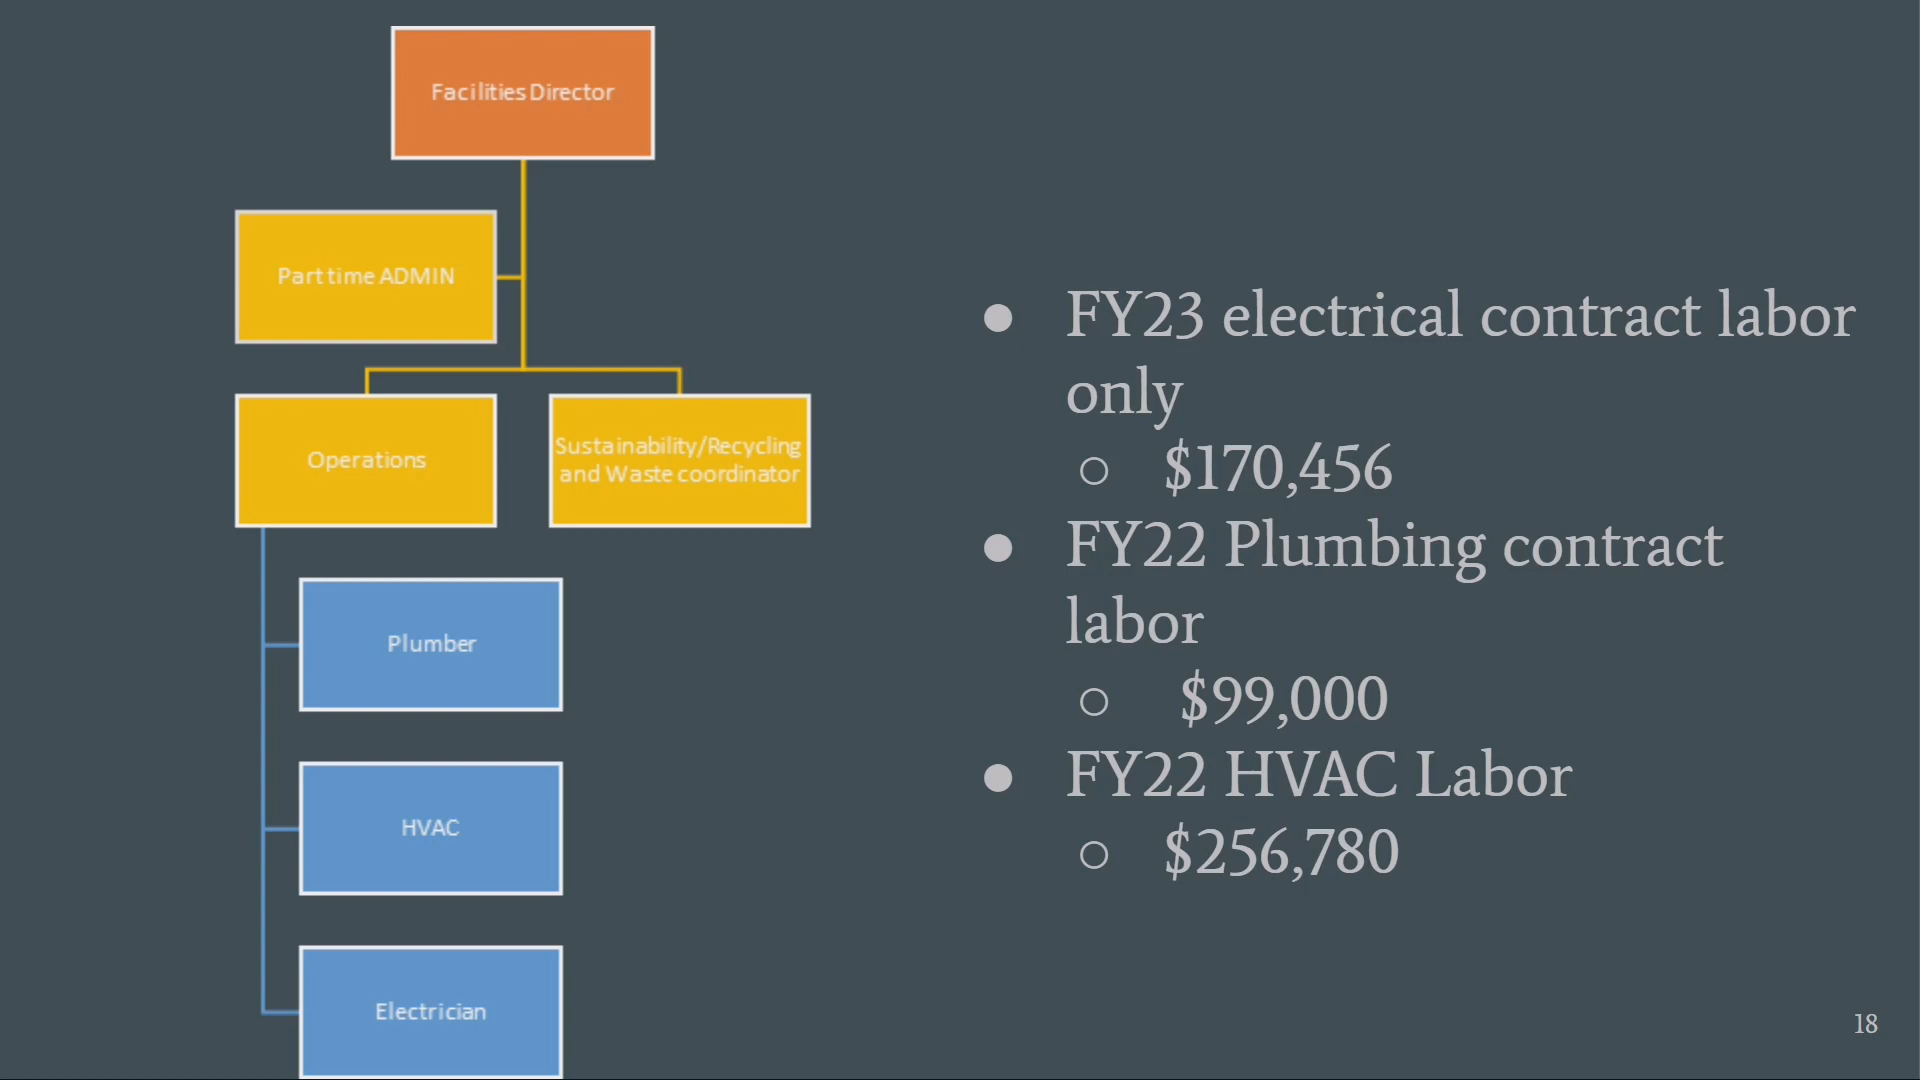 Facilities Director
Part time ADMIN
Operations
Sustainability/Recycling
and Waste coordinator
Plumber
HVAC
Electrician
● FY23 electrical contract labor
only
○ $170,456
● FY22 Plumbing contract
labor
○ $99,000
● FY22 HVAC Labor
○ $256,780
18